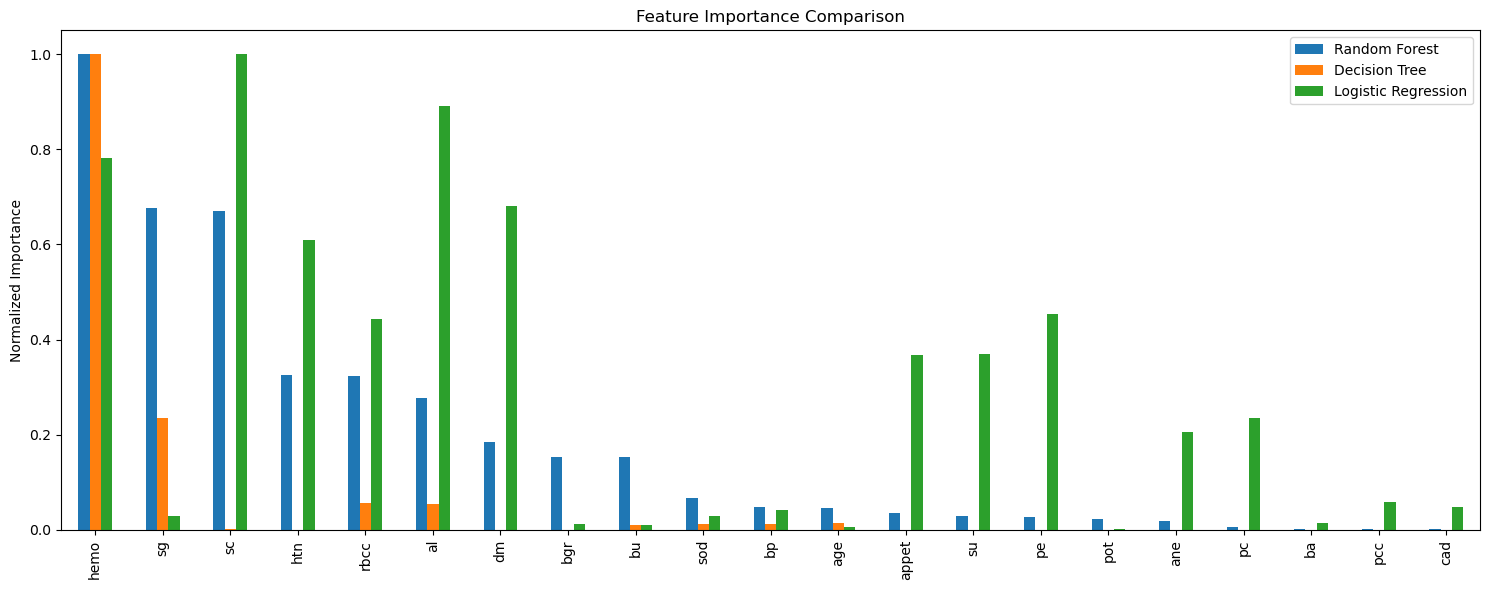 Feature Importance Comparison
Random Forest
Decision Tree
Logistic Regression
Normalized Importance
1.0
0.8
0.6
0.4
0.2
0.0
hemo
sg
sc
htn
rbcc
al
dm
bgr
bu
sod
bp
age
appet
su
pe
pot
ane
pc
ba
pcc
cad